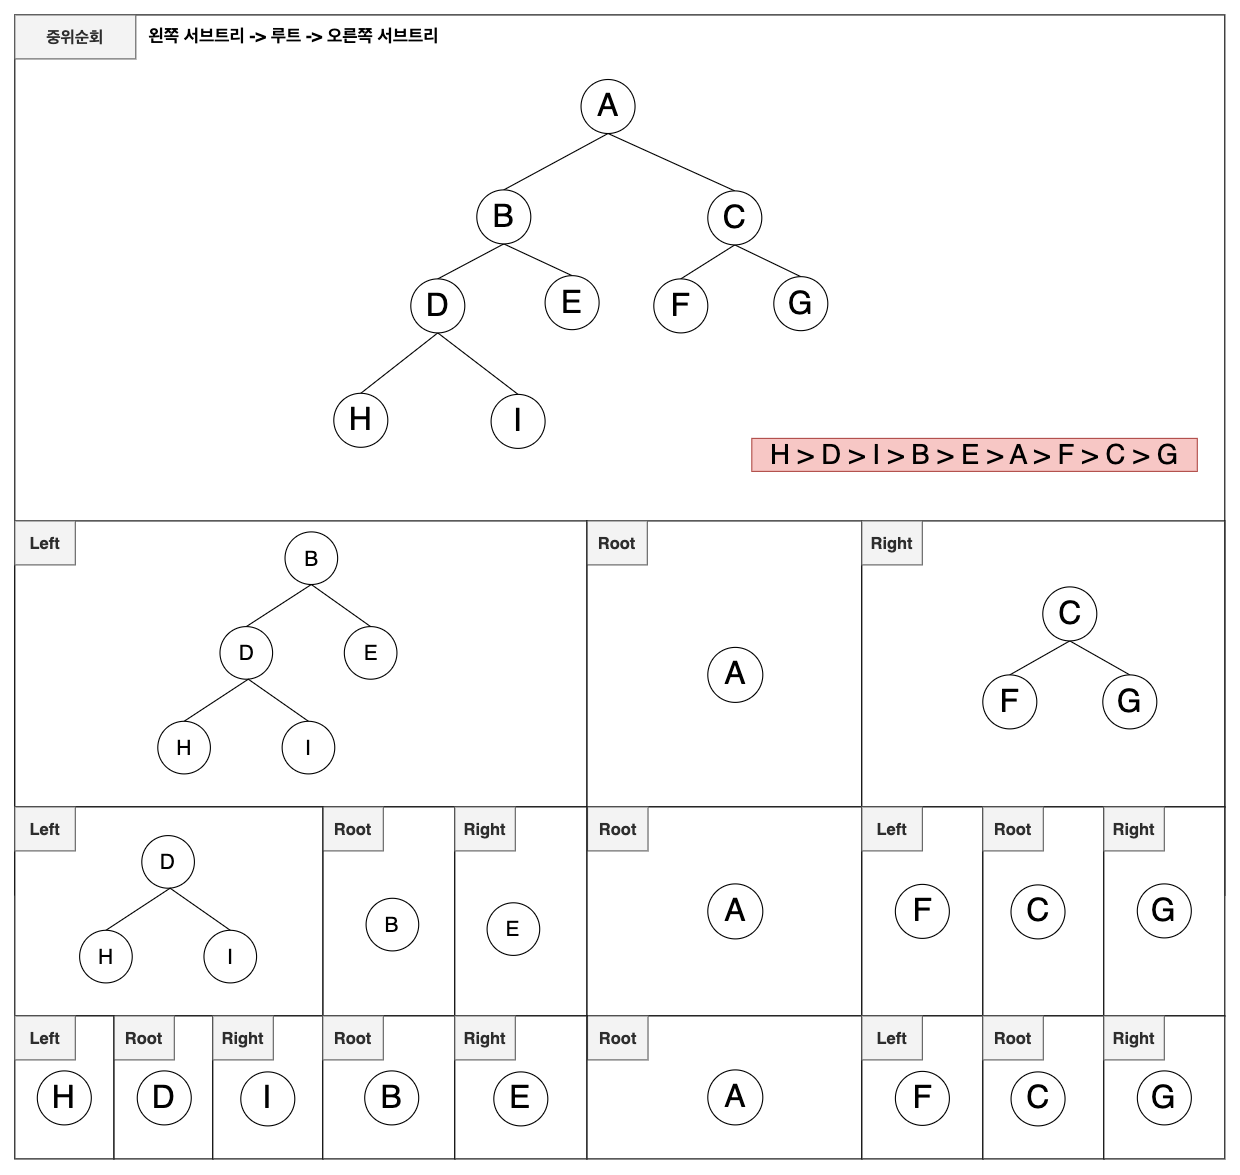 중위순회
왼쪽 서브트리 -> 루트 -> 오른쪽 서브트리
A
B C
D E F G
H I
H > D > I > B > E > A > F > C > G
Left Root Right
B
D E
H I
A
C
F G
Left Root Right Root Left Root Right
D
H I
B E A F C G
Left Root Right Root Right Root Left Root Right
H D I B E A F C G